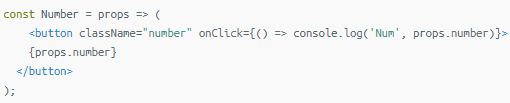 const Number = props => (
    <button className="number" onClick={() => console.log('Num', props.number)}>
    {props.number}
  </button>
);